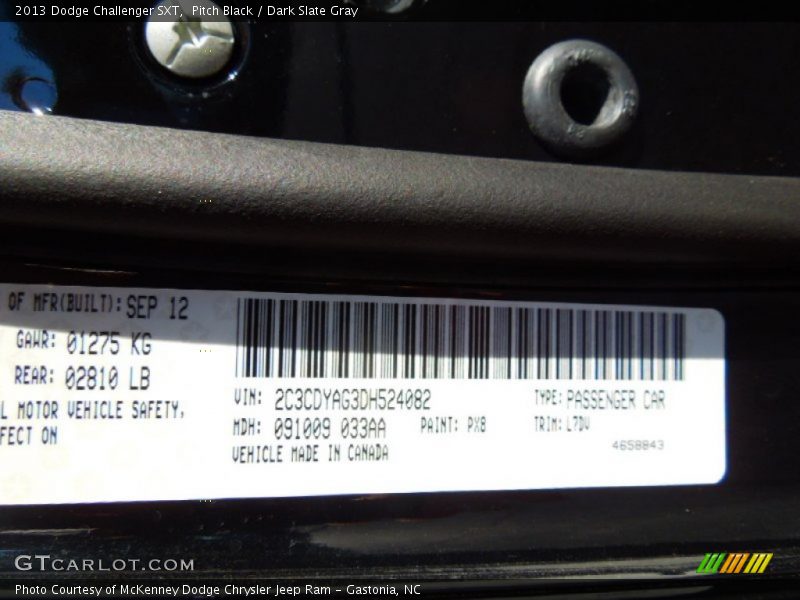 2013 Dodge Challenger SXT, Pitch Black / Dark Slate Gray
OF MFR(BUILT): SEP 12
GAWR: 01275 KG
REAR: 02810 LB
L MOTOR VEHICLE SAFETY,
FECT ON
VIN: 2C3CDYAG3DH524082
TYPE: PASSENGER CAR
MDH: 091009 033AA
PAINT: PX8
TRIM: L7DV
VEHICLE MADE IN CANADA
4658843
GTCARLOT.COM
Photo Courtesy of McKenney Dodge Chrysler Jeep Ram - Gastonia, NC